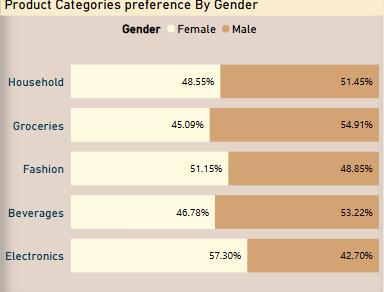 Product Categories preference By Gender
Gender Female Male
Household 48.55% 51.45%
Groceries 45.09% 54.91%
Fashion 51.15% 48.85%
Beverages 46.78% 53.22%
Electronics 57.30% 42.70%